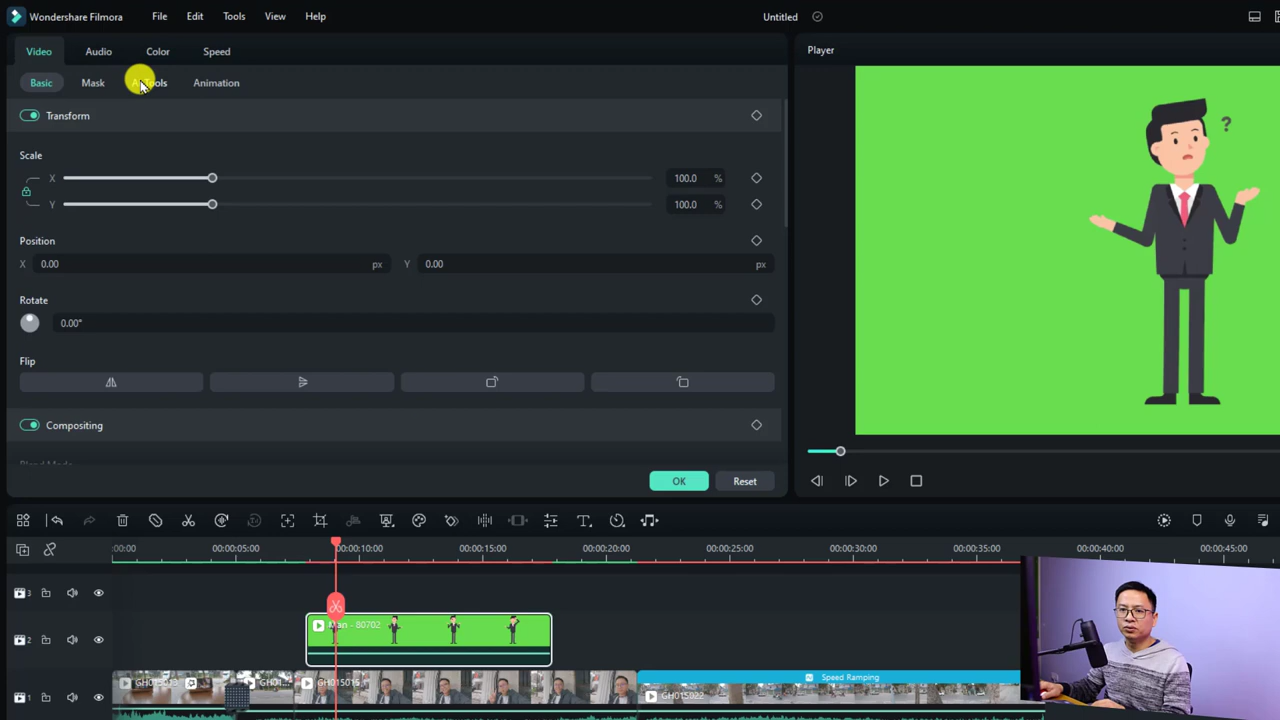 Wondershare Filmora File Edit Tools View Help Untitled
Video Audio Color Speed Player
Basic Mask AI Tools Animation
Transform
Scale
X 100.0 %
Y 100.0 %
Position
X 0.00 px Y 0.00 px
Rotate
0.00°
Flip
Compositing
Blend Mode
OK Reset
?
:00:00 00:00:05:00 00:00:10:00 00:00:15:00 00:00:20:00 00:00:25:00 00:00:30:00 00:00:35:00 00:00:40:00 00:00:45:00
3
2 Man - 80702
Speed Ramping
1 GH015013 GH01... GH015015 GH015022